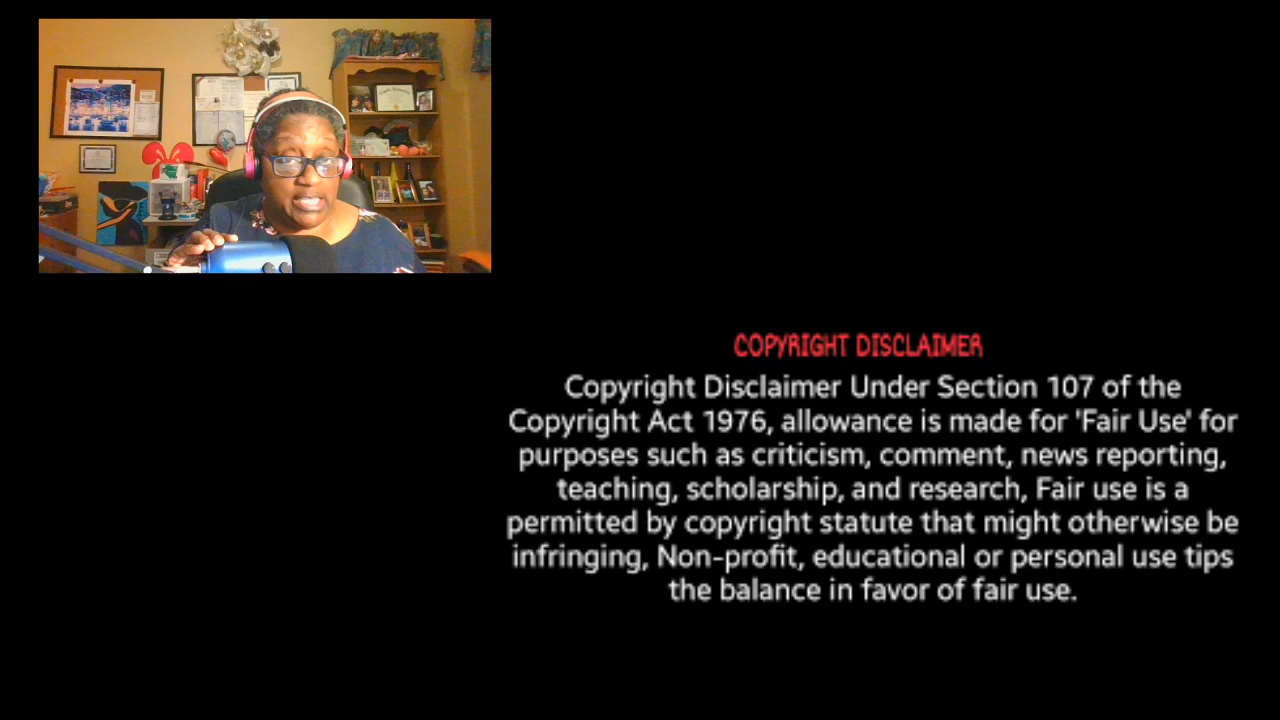 COPYRIGHT DISCLAIMER
Copyright Disclaimer Under Section 107 of the
Copyright Act 1976, allowance is made for 'Fair Use' for
purposes such as criticism, comment, news reporting,
teaching, scholarship, and research, Fair use is a
permitted by copyright statute that might otherwise be
infringing, Non-profit, educational or personal use tips
the balance in favor of fair use.